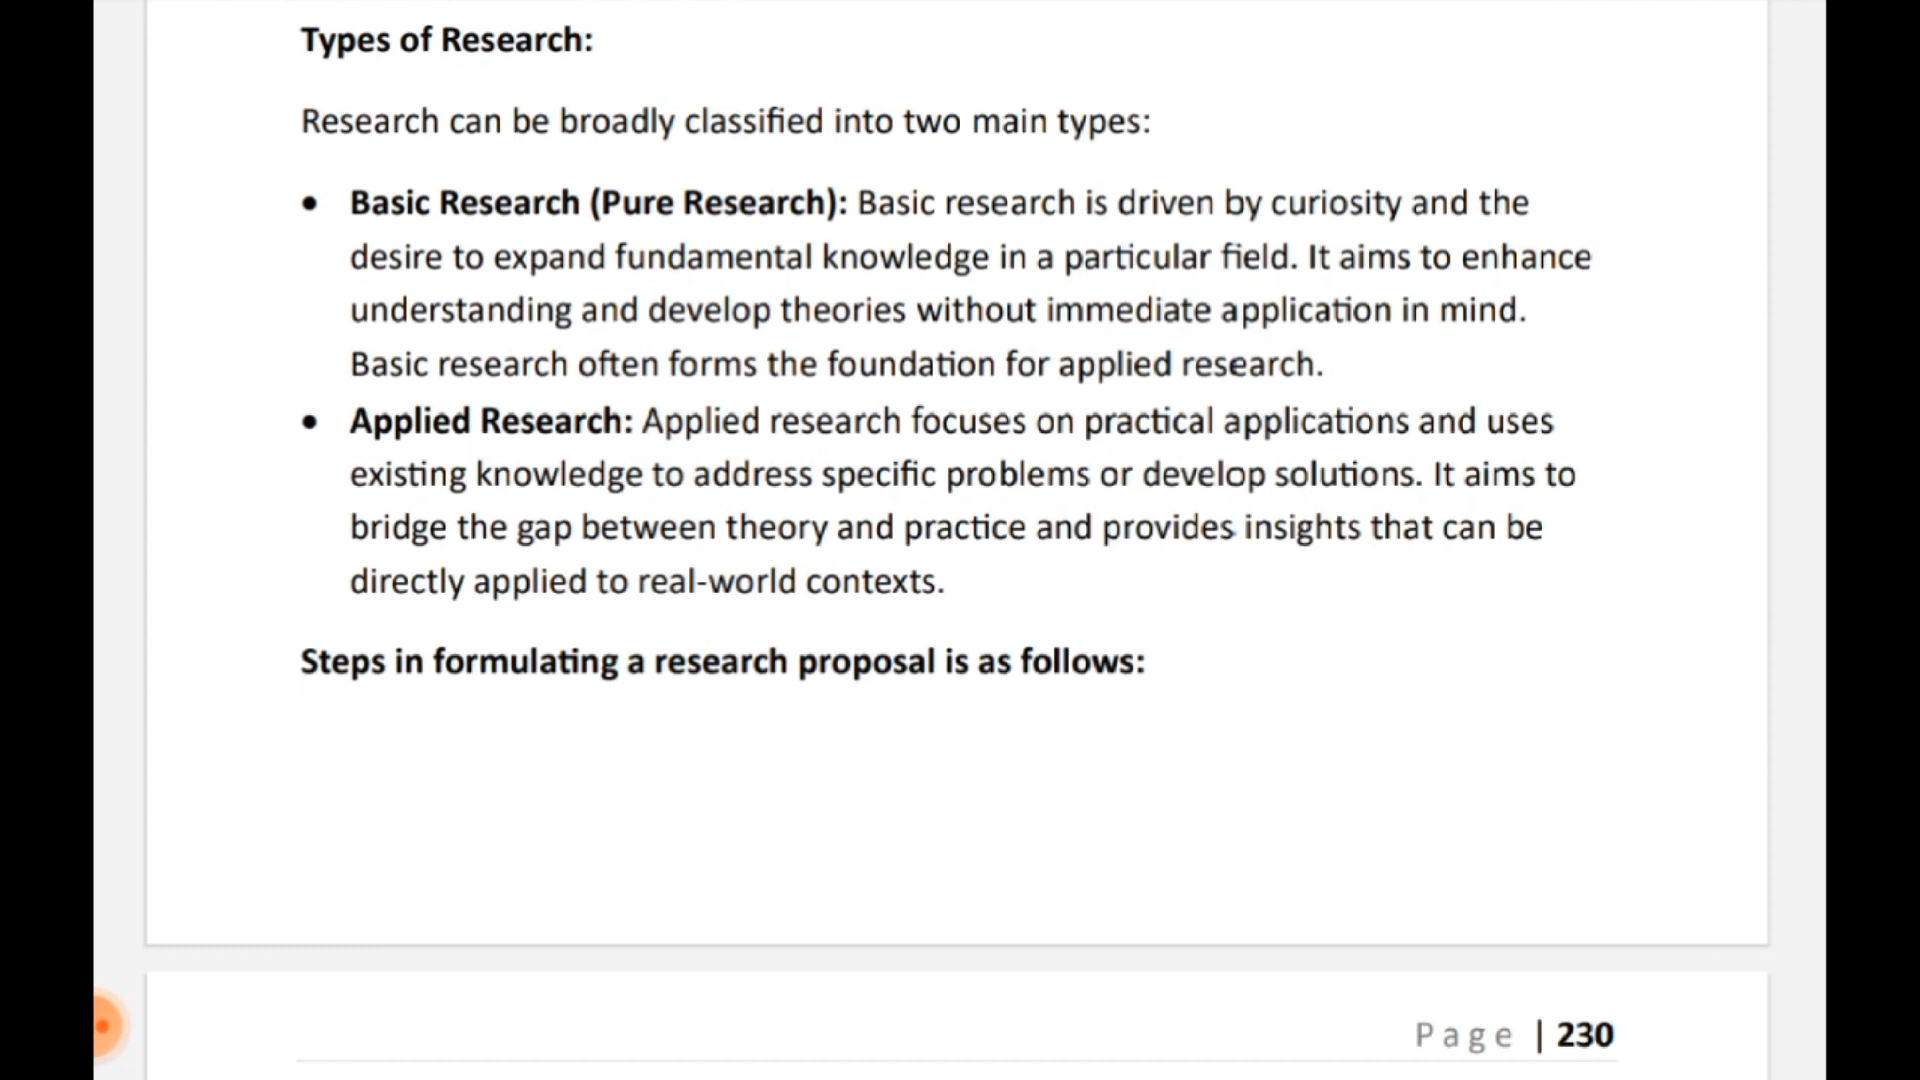 Types of Research:
Research can be broadly classified into two main types:
• Basic Research (Pure Research): Basic research is driven by curiosity and the
desire to expand fundamental knowledge in a particular field. It aims to enhance
understanding and develop theories without immediate application in mind.
Basic research often forms the foundation for applied research.
• Applied Research: Applied research focuses on practical applications and uses
existing knowledge to address specific problems or develop solutions. It aims to
bridge the gap between theory and practice and provides insights that can be
directly applied to real-world contexts.
Steps in formulating a research proposal is as follows:
Page | 230